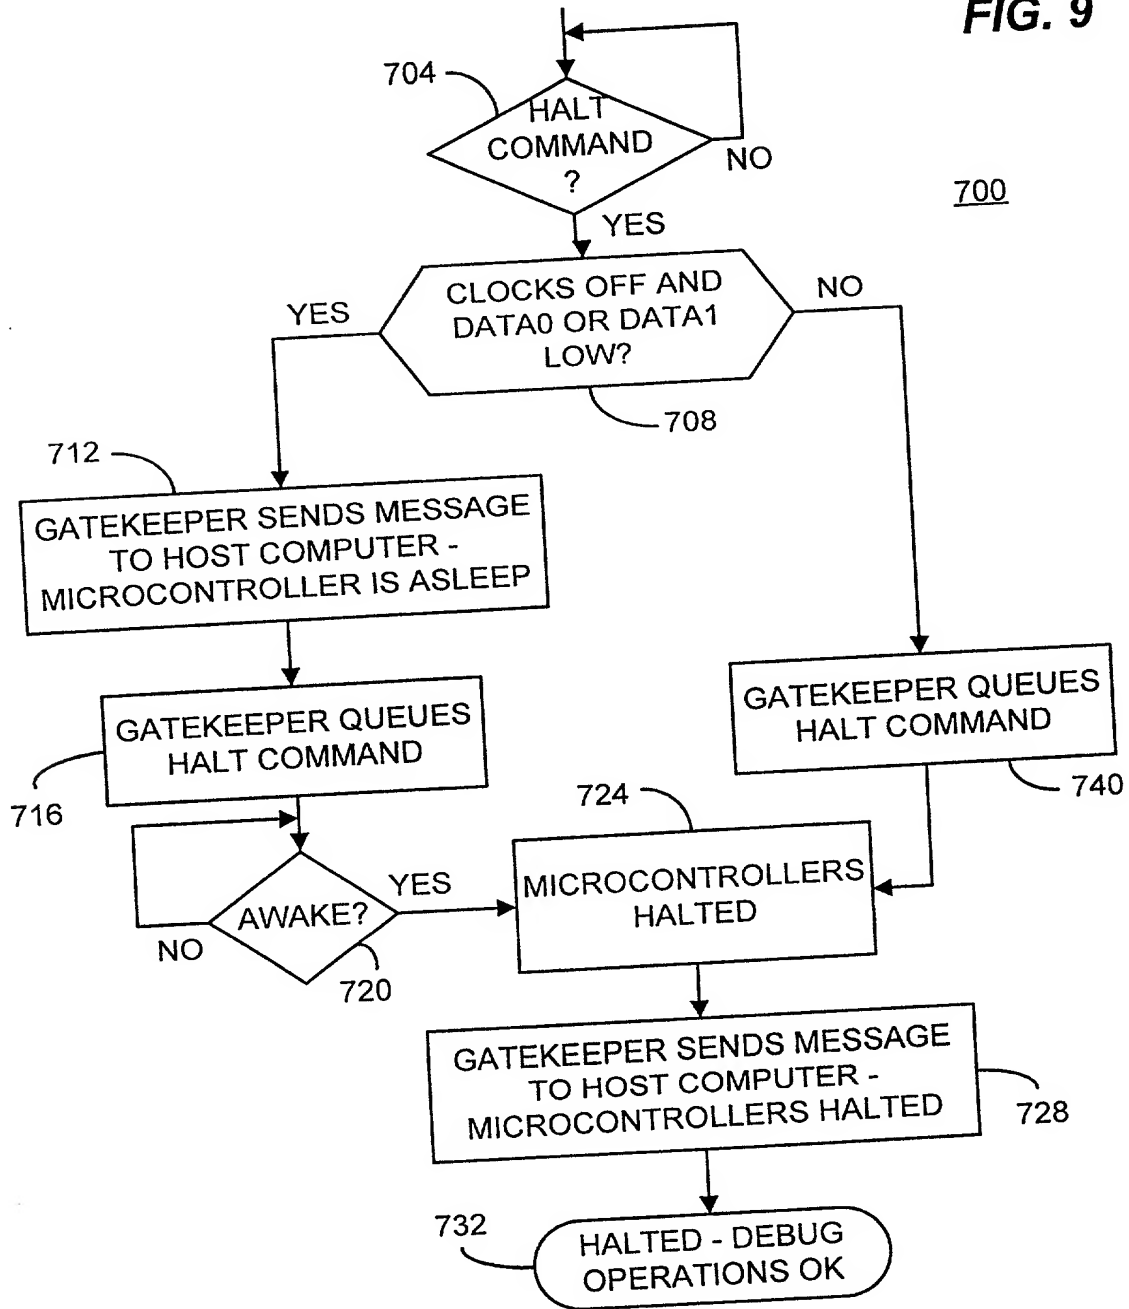 FIG. 9
704
HALT
COMMAND
?
NO
700
YES
CLOCKS OFF AND
DATA0 OR DATA1
LOW?
YES
NO
708
712
GATEKEEPER SENDS MESSAGE
TO HOST COMPUTER -
MICROCONTROLLER IS ASLEEP
GATEKEEPER QUEUES
HALT COMMAND
716
GATEKEEPER QUEUES
HALT COMMAND
740
724
AWAKE?
YES
NO
720
MICROCONTROLLERS
HALTED
GATEKEEPER SENDS MESSAGE
TO HOST COMPUTER -
MICROCONTROLLERS HALTED
728
732
HALTED - DEBUG
OPERATIONS OK